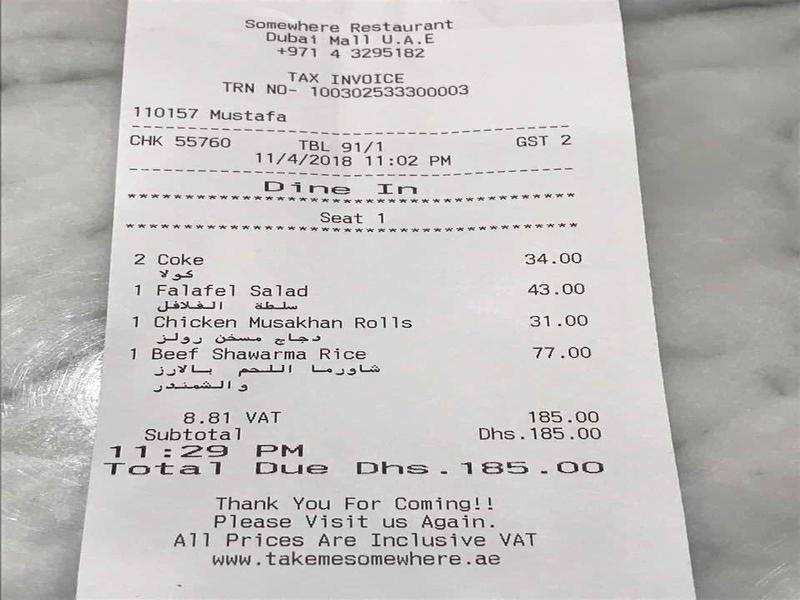 Somewhere Restaurant
Dubai Mall U.A.E
+971 4 3295182
TAX INVOICE
TRN NO- 100302533300003
110157 Mustafa
--------------------------------
CHK 55760 TBL 91/1 GST 2
11/4/2018 11:02 PM
--------------------------------
Dine In
********************************
Seat 1
********************************
2 Coke 34.00
كولا
1 Falafel Salad 43.00
سلطة الفلافل
1 Chicken Musakhan Rolls 31.00
دجاج مسخن رولز
1 Beef Shawarma Rice 77.00
شاورما اللحم بالارز
والشمندر
8.81 VAT 185.00
Subtotal Dhs.185.00
11:29 PM
Total Due Dhs.185.00
Thank You For Coming!!
Please Visit us Again.
All Prices Are Inclusive VAT
www.takemesomewhere.ae